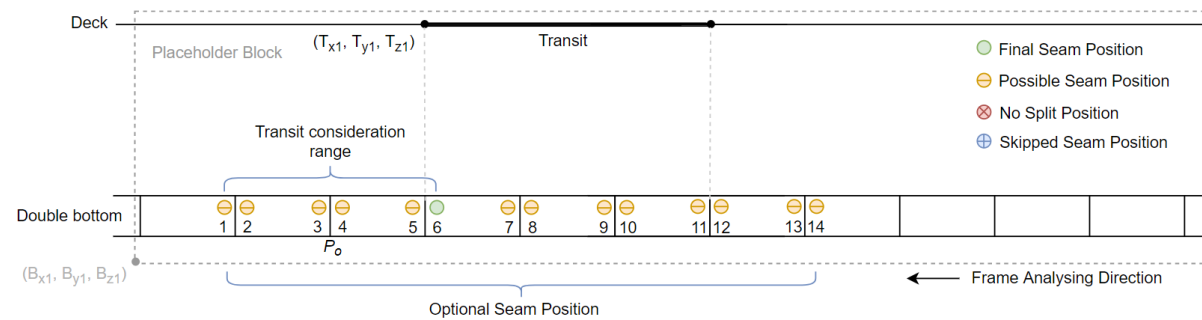 Deck
(Tx1, Ty1, Tz1)
Transit
Placeholder Block
Final Seam Position
Possible Seam Position
No Split Position
Skipped Seam Position
Transit consideration
range
Double bottom
1 2 3 4 5 6 7 8 9 10 11 12 13 14
Po
(Bx1, By1, Bz1)
Frame Analysing Direction
Optional Seam Position